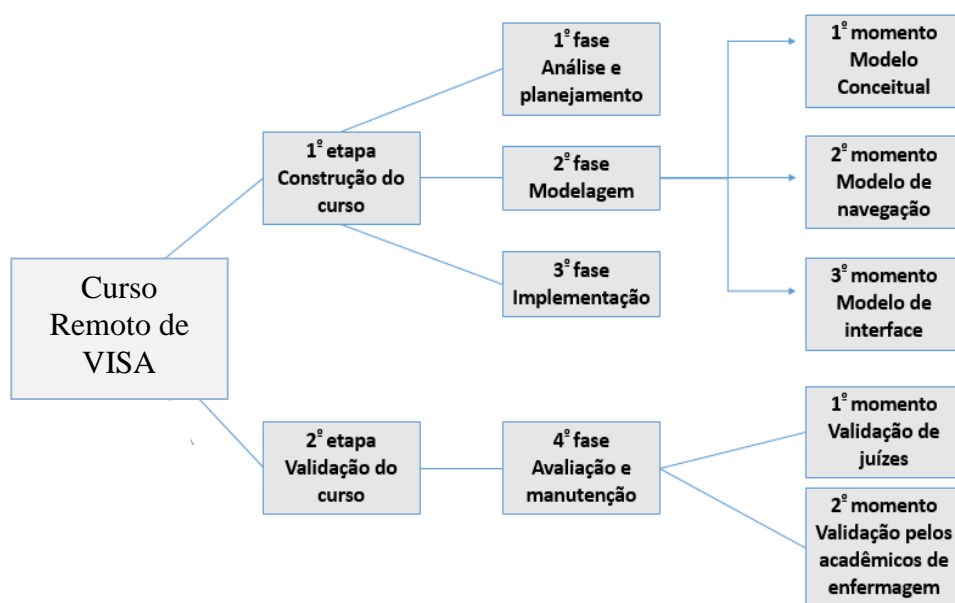 Curso
Remoto de
VISA
1º etapa
Construção do
curso
1º fase
Análise e
planejamento
2º fase
Modelagem
1º momento
Modelo
Conceitual
2º momento
Modelo de
navegação
3º momento
Modelo de
interface
3º fase
Implementação
2º etapa
Validação do
curso
4º fase
Avaliação e
manutenção
1º momento
Validação de
juízes
2º momento
Validação pelos
acadêmicos de
enfermagem